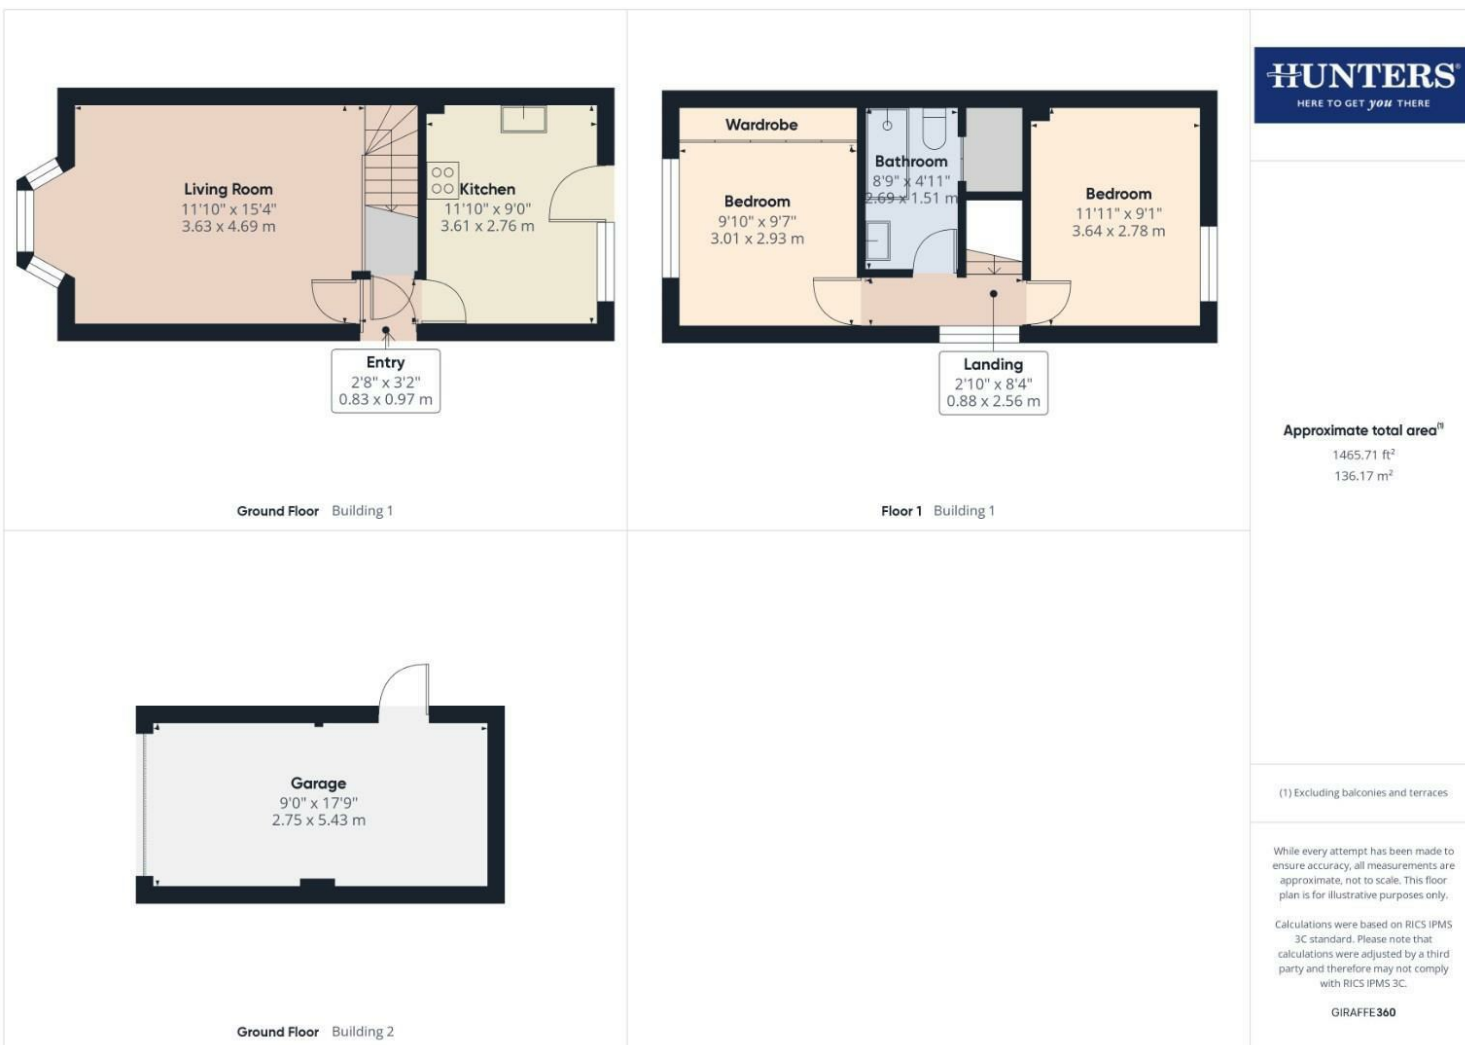 Living Room
11'10" x 15'4"
3.63 x 4.69 m
Kitchen
11'10" x 9'0"
3.61 x 2.76 m
Entry
2'8" x 3'2"
0.83 x 0.97 m
Ground Floor Building 1
Wardrobe
Bedroom
9'10" x 9'7"
3.01 x 2.93 m
Bathroom
8'9" x 4'11"
2.69 x 1.51 m
Bedroom
11'11" x 9'1"
3.64 x 2.78 m
Landing
2'10" x 8'4"
0.88 x 2.56 m
Floor 1 Building 1
Garage
9'0" x 17'9"
2.75 x 5.43 m
Ground Floor Building 2
HUNTERS®
HERE TO GET you THERE
Approximate total area(1)
1465.71 ft²
136.17 m²
(1) Excluding balconies and terraces
While every attempt has been made to
ensure accuracy, all measurements are
approximate, not to scale. This floor
plan is for illustrative purposes only.
Calculations were based on RICS IPMS
3C standard. Please note that
calculations were adjusted by a third
party and therefore may not comply
with RICS IPMS 3C.
GIRAFFE360